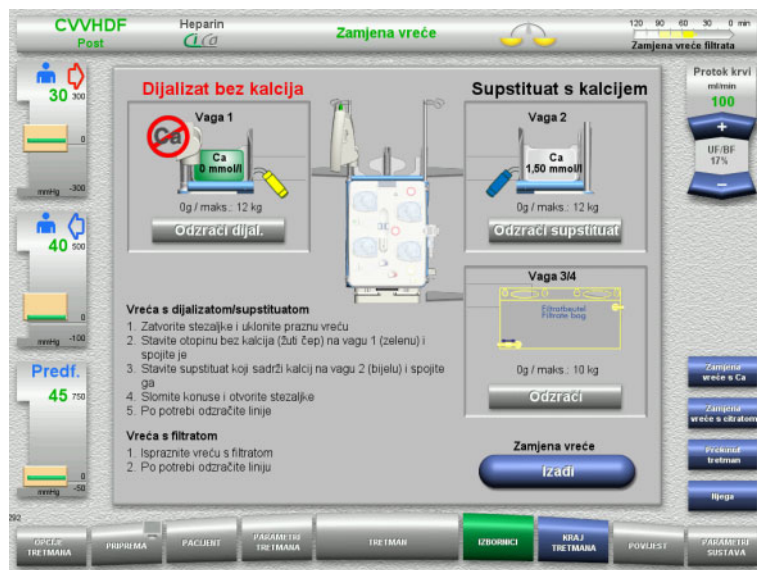 CVVHDF
Post
Heparin
CiCa
Zamjena vreće
120 90 60 30 0 min
Zamjena vreće filtrata
30
300
0
mmHg
-300
40
500
0
mmHg
-100
Predf.
45
750
0
mmHg
-50
Dijalizat bez kalcija
Vaga 1
Ca
Ca
0 mmol/l
0g / maks.: 12 kg
Odzrači dijal.
Supstituat s kalcijem
Vaga 2
Ca
1,50 mmol/l
0g / maks.: 12 kg
Odzrači supstituat
Vaga 3/4
Filtratbeutel
Filtrate bag
0g / maks.: 10 kg
Odzrači
Vreća s dijalizatom/supstituatom
1. Zatvorite stezaljke i uklonite praznu vreću
2. Stavite otopinu bez kalcija (žuti čep) na vagu 1 (zelenu) i
spojite je
3. Stavite supstituat koji sadrži kalcij na vagu 2 (bijelu) i spojite
ga
4. Slomite konuse i otvorite stezaljke
5. Po potrebi odzračite linije
Vreća s filtratom
1. Ispraznite vreću s filtratom
2. Po potrebi odzračite liniju
Zamjena vreće
Izađi
Protok krvi
ml/min
100
+
UF/BF
17%
−
Zamjena
vreće s Ca
Zamjena
vreće s citratom
Prekinut
tretman
Njega
292
OPCIJE
TRETMANA
PRIPREMA
PACIJENT
PARAMETRI
TRETMANA
TRETMAN
IZBORNICI
KRAJ
TRETMANA
POVIJEST
PARAMETRI
SUSTAVA